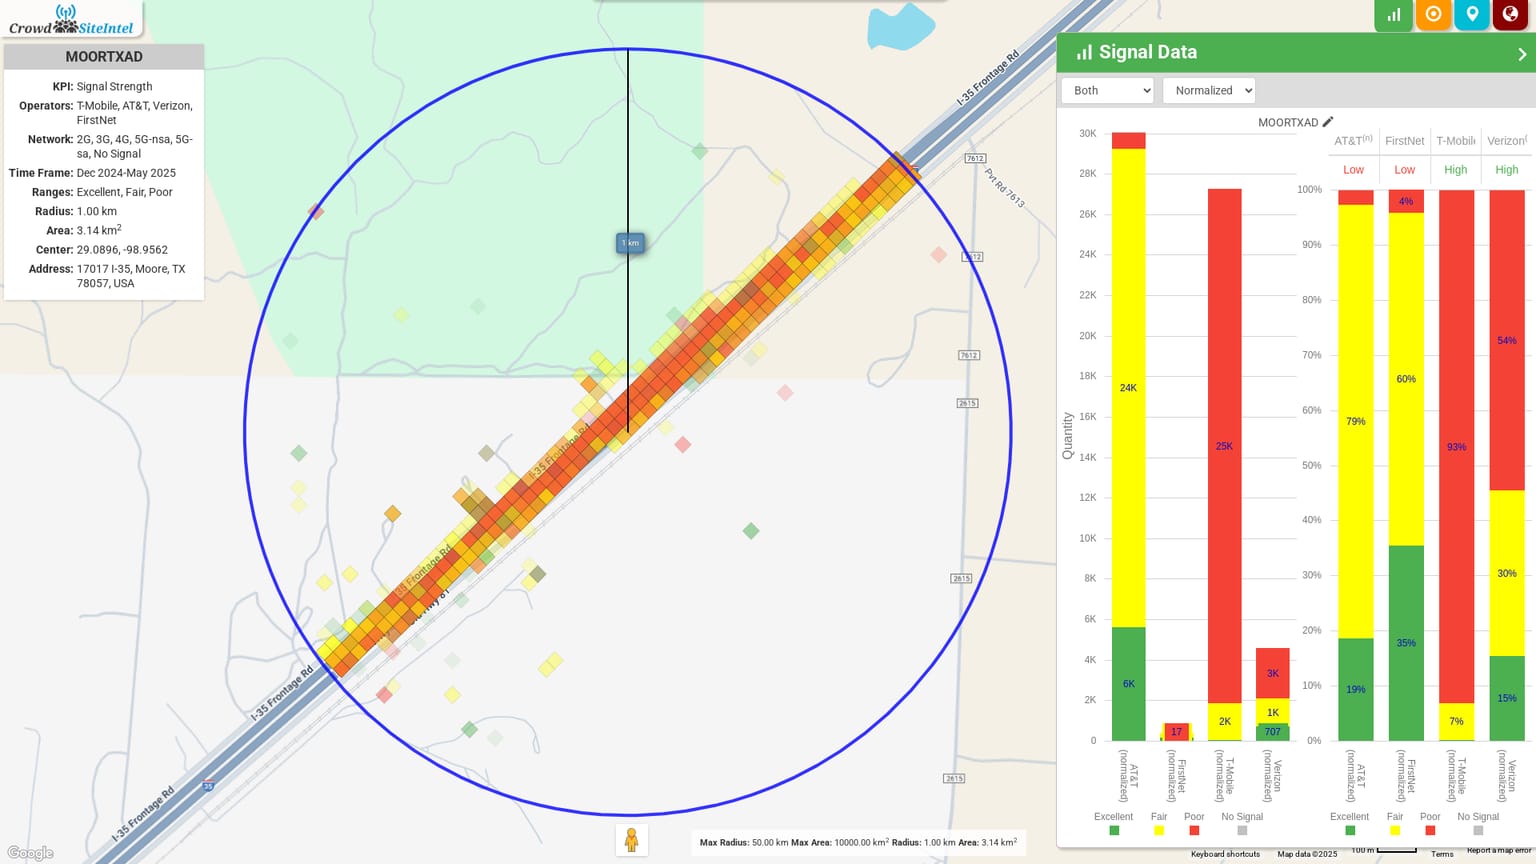 CrowdSiteIntel
MOORTXAD
KPI: Signal Strength
Operators: T-Mobile, AT&T, Verizon,
FirstNet
Network: 2G, 3G, 4G, 5G-nsa, 5G-
sa, No Signal
Time Frame: Dec 2024-May 2025
Ranges: Excellent, Fair, Poor
Radius: 1.00 km
Area: 3.14 km²
Center: 29.0896, -98.9562
Address: 17017 I-35, Moore, TX
78057, USA
I-35 Frontage Rd
7612
Pvt Rd 7613
1 km
7612
7612
2615
I-35 Frontage Rd
35 Frontage Rd
2615
I-35 Frontage Rd
35
2615
I-35 Frontage Rd
Google
Max Radius: 50.00 km Max Area: 10000.00 km² Radius: 1.00 km Area: 3.14 km²
Signal Data
Both
Normalized
MOORTXAD
AT&T(n) FirstNet T-Mobile Verizon(
Low Low High High
Quantity
30K
28K
26K
24K
22K
20K
18K
16K
14K
12K
10K
8K
6K
4K
2K
0
24K
6K
17
25K
2K
3K
1K
707
100%
90%
80%
70%
60%
50%
40%
30%
20%
10%
0%
79%
19%
4%
60%
35%
93%
7%
54%
30%
15%
AT&T
(normalized)
FirstNet
(normalized)
T-Mobile
(normalized)
Verizon
(normalized)
AT&T
(normalized)
FirstNet
(normalized)
T-Mobile
(normalized)
Verizon
(normalized)
Excellent Fair Poor No Signal
Excellent Fair Poor No Signal
Keyboard shortcuts Map data ©2025 100 m Terms Report a map error